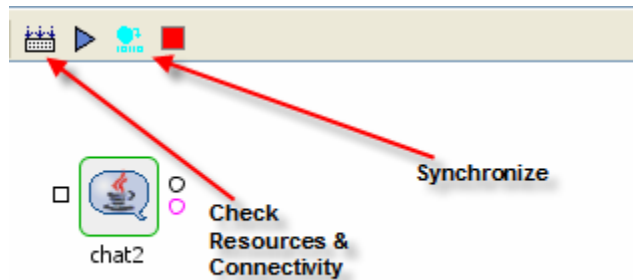 Synchronize
Check
Resources &
Connectivity
chat2